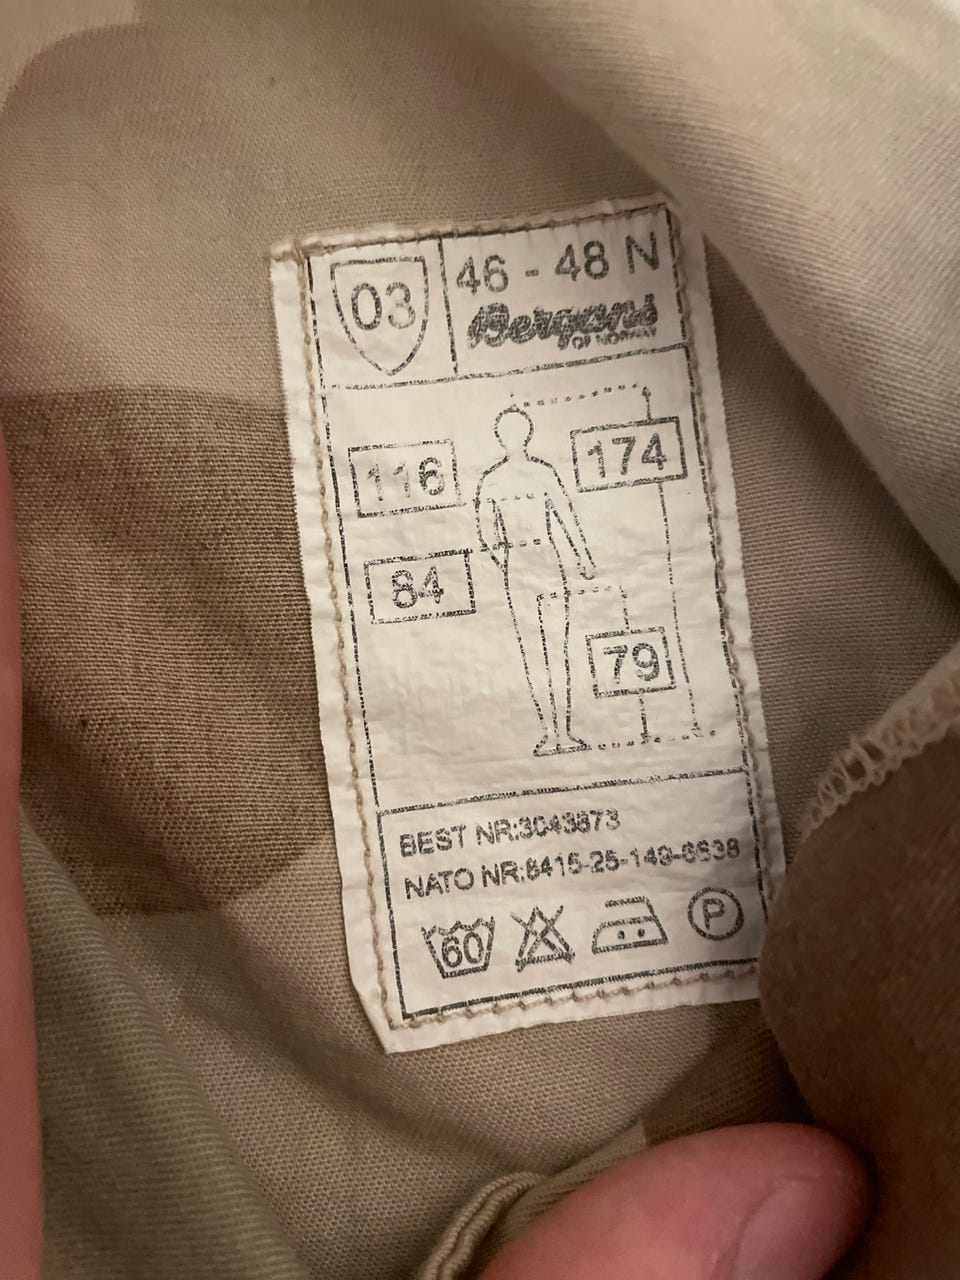 03
46 - 48 N
Bergans
OF NORWAY
174
116
84
79
BEST NR:3043873
NATO NR:8415-25-149-6638
60
P